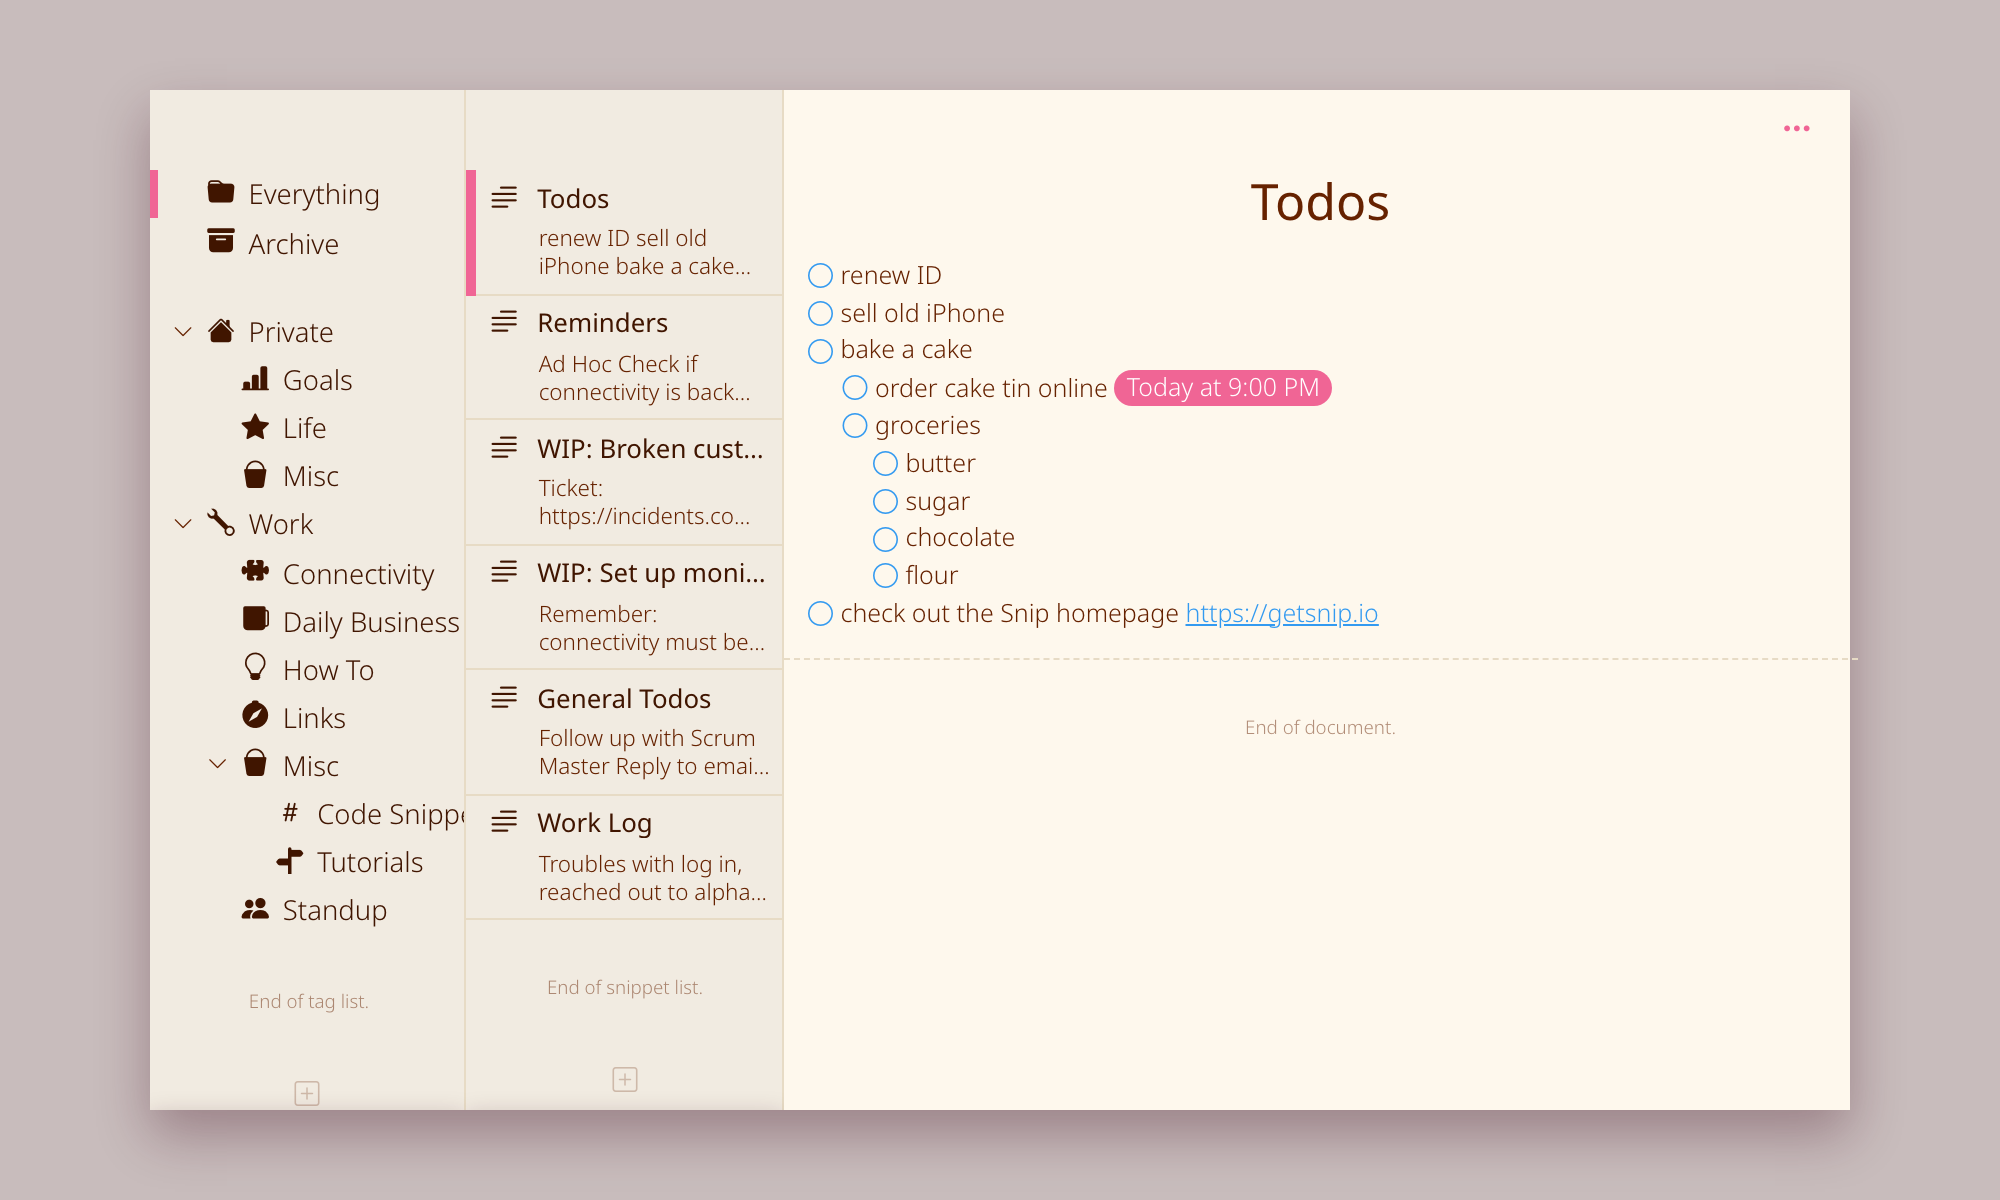 Everything
Archive
Private
Goals
Life
Misc
Work
Connectivity
Daily Business
How To
Links
Misc
# Code Snippe
Tutorials
Standup
End of tag list.
Todos
renew ID sell old
iPhone bake a cake...
Reminders
Ad Hoc Check if
connectivity is back...
WIP: Broken cust...
Ticket:
https://incidents.co...
WIP: Set up moni...
Remember:
connectivity must be...
General Todos
Follow up with Scrum
Master Reply to emai...
Work Log
Troubles with log in,
reached out to alpha...
End of snippet list.
Todos
renew ID
sell old iPhone
bake a cake
order cake tin online Today at 9:00 PM
groceries
butter
sugar
chocolate
flour
check out the Snip homepage https://getsnip.io
End of document.